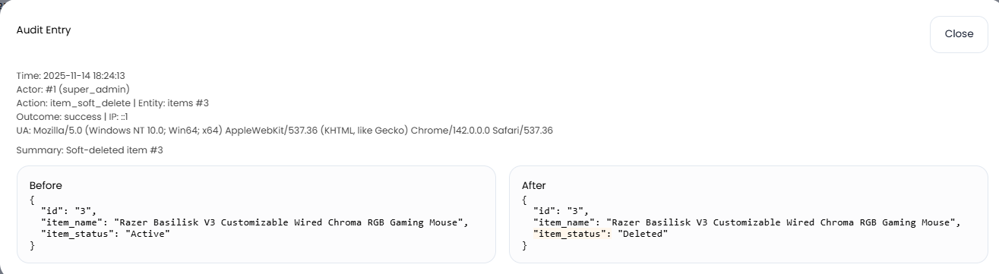 Audit Entry
Close
Time: 2025-11-14 18:24:13
Actor: #1 (super_admin)
Action: item_soft_delete | Entity: items #3
Outcome: success | IP: ::1
UA: Mozilla/5.0 (Windows NT 10.0; Win64; x64) AppleWebKit/537.36 (KHTML, like Gecko) Chrome/142.0.0.0 Safari/537.36
Summary: Soft-deleted item #3
Before
{
  "id": "3",
  "item_name": "Razer Basilisk V3 Customizable Wired Chroma RGB Gaming Mouse",
  "item_status": "Active"
}
After
{
  "id": "3",
  "item_name": "Razer Basilisk V3 Customizable Wired Chroma RGB Gaming Mouse",
  "item_status": "Deleted"
}